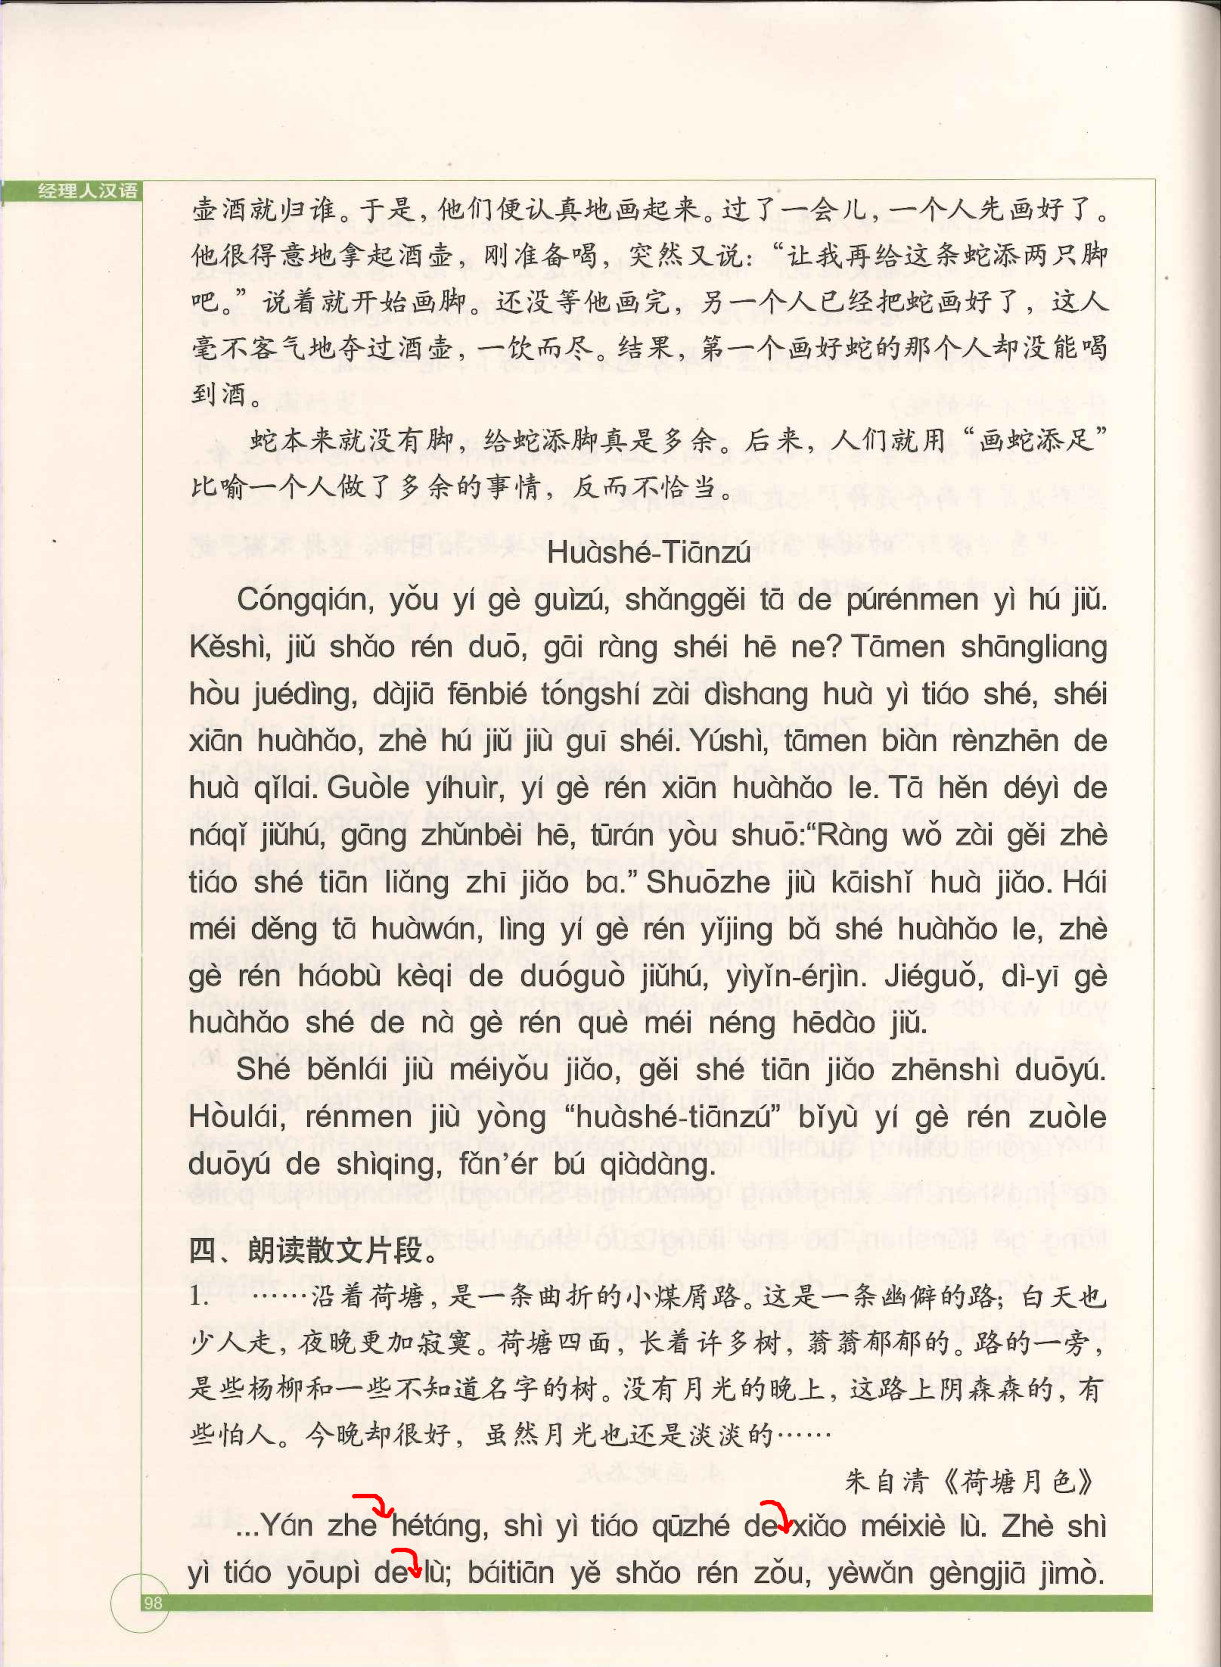 经理人汉语
壶酒就归谁。于是，他们便认真地画起来。过了一会儿，一个人先画好了。
他很得意地拿起酒壶，刚准备喝，突然又说：“让我再给这条蛇添两只脚
吧。”说着就开始画脚。还没等他画完，另一个人已经把蛇画好了，这人
毫不客气地夺过酒壶，一饮而尽。结果，第一个画好蛇的那个人却没能喝
到酒。
蛇本来就没有脚，给蛇添脚真是多余。后来，人们就用“画蛇添足”
比喻一个人做了多余的事情，反而不恰当。
Huàshé-Tiānzú
Cóngqián, yǒu yí gè guìzú, shǎnggěi tā de púrénmen yì hú jiǔ.
Kěshì, jiǔ shǎo rén duō, gāi ràng shéi hē ne? Tāmen shāngliang
hòu juédìng, dàjiā fēnbié tóngshí zài dìshang huà yì tiáo shé, shéi
xiān huàhǎo, zhè hú jiǔ jiù guī shéi. Yúshì, tāmen biàn rènzhēn de
huà qǐlai. Guòle yíhuìr, yí gè rén xiān huàhǎo le. Tā hěn déyì de
náqǐ jiǔhú, gāng zhǔnbèi hē, tūrán yòu shuō:“Ràng wǒ zài gěi zhè
tiáo shé tiān liǎng zhī jiǎo ba.” Shuōzhe jiù kāishǐ huà jiǎo. Hái
méi děng tā huàwán, lìng yí gè rén yǐjing bǎ shé huàhǎo le, zhè
gè rén háobù kèqi de duóguò jiǔhú, yìyǐn-érjìn. Jiéguǒ, dì-yī gè
huàhǎo shé de nà gè rén què méi néng hēdào jiǔ.
Shé běnlái jiù méiyǒu jiǎo, gěi shé tiān jiǎo zhēnshì duōyú.
Hòulái, rénmen jiù yòng “huàshé-tiānzú” bǐyù yí gè rén zuòle
duōyú de shìqing, fǎn’ér bú qiàdàng.
四、朗读散文片段。
1. ……沿着荷塘，是一条曲折的小煤屑路。这是一条幽僻的路；白天也
少人走，夜晚更加寂寞。荷塘四面，长着许多树，蓊蓊郁郁的。路的一旁，
是些杨柳和一些不知道名字的树。没有月光的晚上，这路上阴森森的，有
些怕人。今晚却很好，虽然月光也还是淡淡的……
朱自清《荷塘月色》
...Yán zhe hétáng, shì yì tiáo qūzhé de xiǎo méixiè lù. Zhè shì
yì tiáo yōupì de lù; báitiān yě shǎo rén zǒu, yèwǎn gèngjiā jìmò.
98